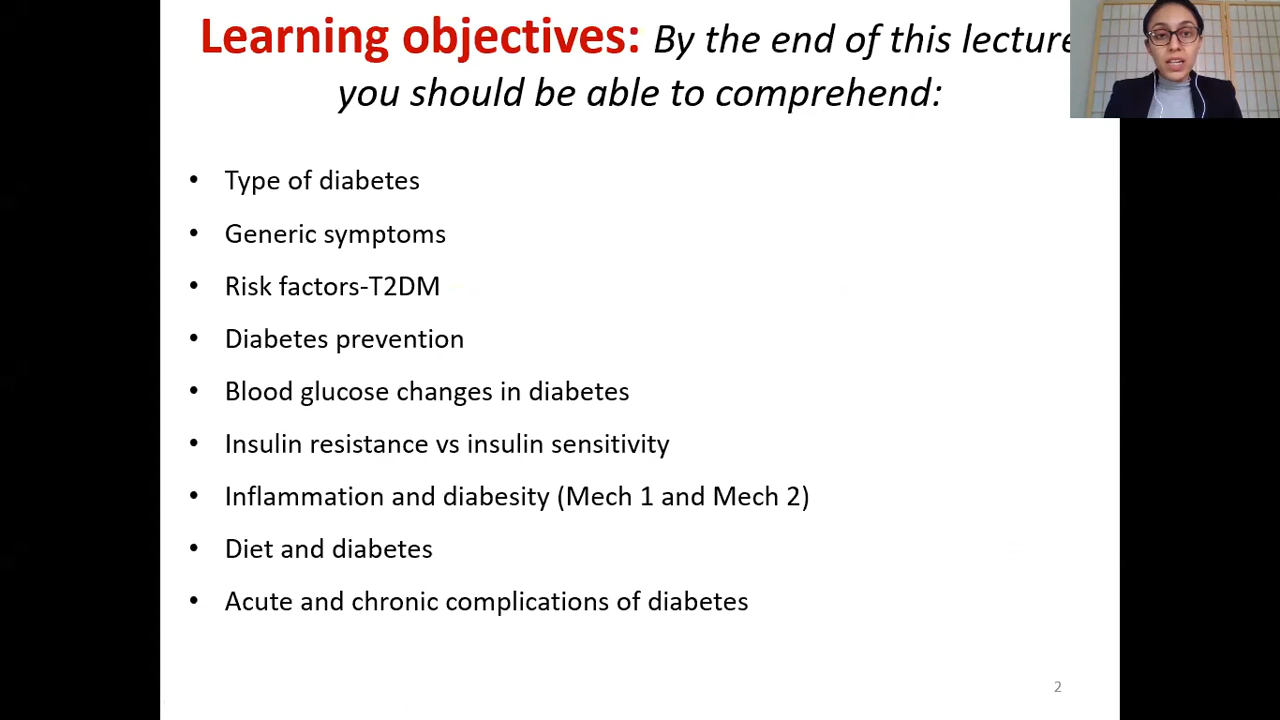 Learning objectives: By the end of this lecture
you should be able to comprehend:
• Type of diabetes
• Generic symptoms
• Risk factors-T2DM
• Diabetes prevention
• Blood glucose changes in diabetes
• Insulin resistance vs insulin sensitivity
• Inflammation and diabesity (Mech 1 and Mech 2)
• Diet and diabetes
• Acute and chronic complications of diabetes
2